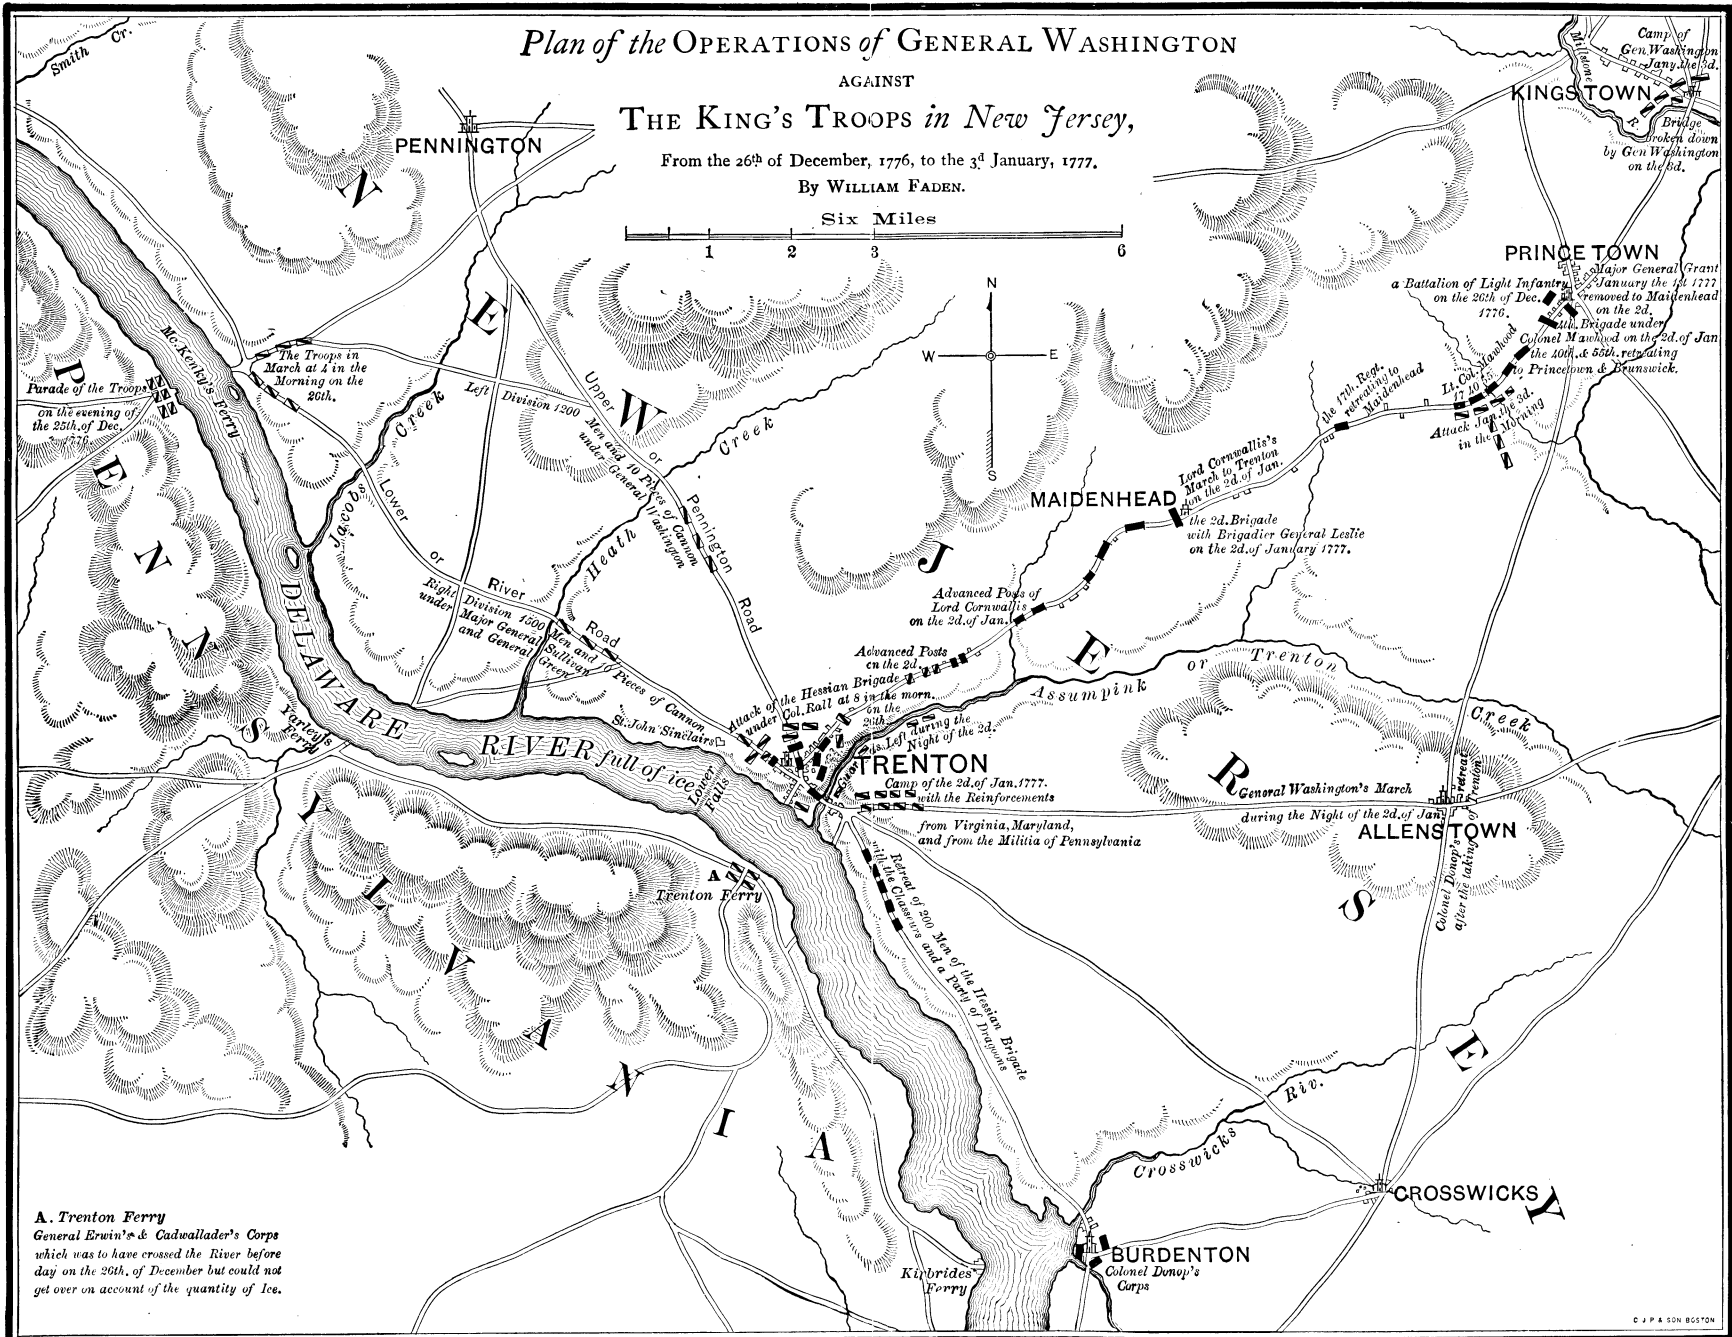 Plan of the OPERATIONS of GENERAL WASHINGTON
AGAINST
THE KING'S TROOPS in New Jersey,
From the 26th of December, 1776, to the 3d January, 1777.
By WILLIAM FADEN.
Six Miles
1 2 3 6
N
W E
S
Smith Cr.
PENNINGTON
Camp of
Gen. Washington
Jany. the 3d.
Millstone
R.
KINGSTOWN
Bridge
broken down
by Gen Washington
on the 3d.
PRINCETOWN
Major General Grant
January the 1st 1777
removed to Maidenhead
on the 2d.
a Battalion of Light Infantry
on the 26th of Dec.
1776.
4th. Brigade under
Colonel Mawhood on the 2d. of Jan
the 40th. & 55th. retreating
to Princetown & Brunswick.
Lt. Col. Mawhood
17 40 55
Attack Jan. the 3d.
in the Morning
the 17th. Regt.
retreating to
Maidenhead
Lord Cornwallis's
March to Trenton
on the 2d. of Jan.
MAIDENHEAD
the 2d. Brigade
with Brigadier General Leslie
on the 2d. of January 1777.
Advanced Posts of
Lord Cornwallis
on the 2d. of Jan.
Advanced Posts
on the 2d.
Attack of the Hessian Brigade
under Col. Rall at 8 in the morn.
on the
26th.
Mc. Kenky's Ferry
The Troops in
March at 4 in the
Morning on the
26th.
Parade of the Troops
on the evening of
the 25th. of Dec.
1776.
Left Division 1200
Men and 10 Pieces of Cannon
under General Washington
Upper or Pennington Road
Jacobs Creek
Heath Creek
Lower or River Road
Right Division 1500 Men and 10 Pieces of Cannon
under Major General Sullivan
and General Green
St. John Sinclairs
DELAWARE RIVER full of ice
Lower
Falls
Yarley's
Ferry
Guards Left during the
Night of the 2d.
TRENTON
Camp of the 2d. of Jan. 1777.
with the Reinforcements
from Virginia, Maryland,
and from the Militia of Pennsylvania
Assumpink or Trenton Creek
General Washington's March
during the Night of the 2d. of Jan.
ALLENSTOWN
Colonel Donop's retreat
after the taking of Trenton
A
Trenton Ferry
Retreat of 200 Men of the Hessian Brigade
with the Chasseurs and a Party of Dragoons
Crosswicks Riv.
CROSSWICKS
BURDENTON
Colonel Donop's
Corps
Kirbrides
Ferry
PENNSYLVANIA
NEW JERSEY
A. Trenton Ferry
General Erwin's & Cadwallader's Corps
which was to have crossed the River before
day on the 26th. of December but could not
get over on account of the quantity of Ice.
C J P & SON BOSTON